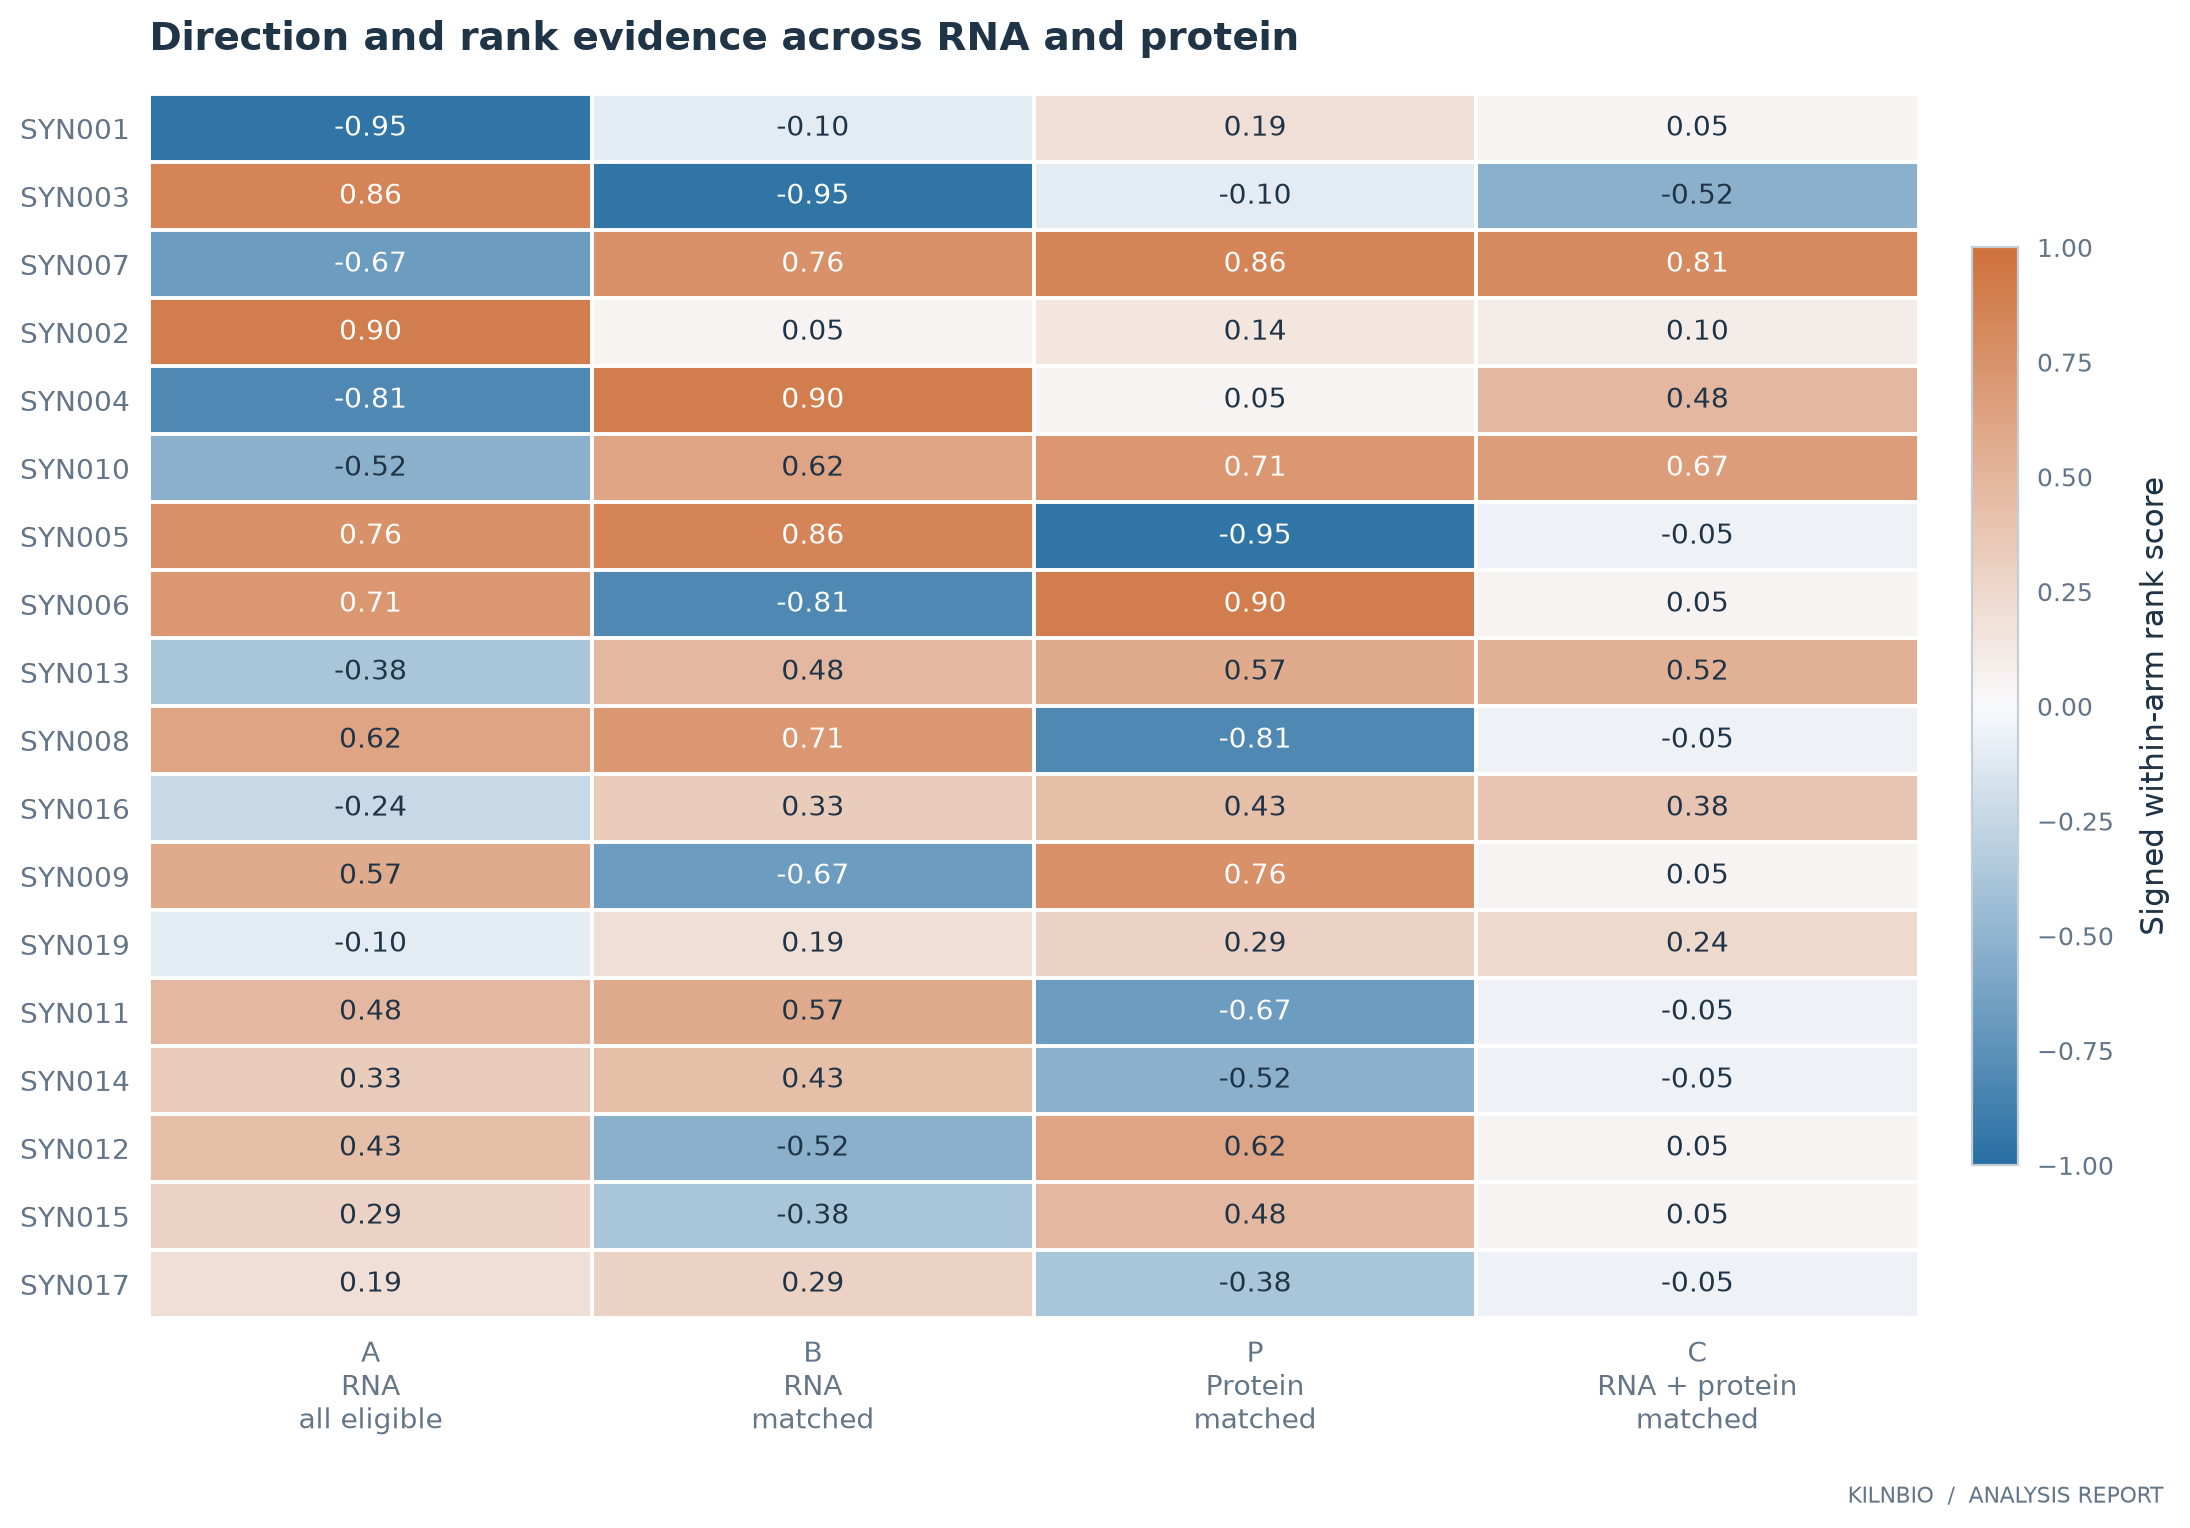 Direction and rank evidence across RNA and protein
SYN001 -0.95 -0.10 0.19 0.05
SYN003 0.86 -0.95 -0.10 -0.52
SYN007 -0.67 0.76 0.86 0.81
SYN002 0.90 0.05 0.14 0.10
SYN004 -0.81 0.90 0.05 0.48
SYN010 -0.52 0.62 0.71 0.67
SYN005 0.76 0.86 -0.95 -0.05
SYN006 0.71 -0.81 0.90 0.05
SYN013 -0.38 0.48 0.57 0.52
SYN008 0.62 0.71 -0.81 -0.05
SYN016 -0.24 0.33 0.43 0.38
SYN009 0.57 -0.67 0.76 0.05
SYN019 -0.10 0.19 0.29 0.24
SYN011 0.48 0.57 -0.67 -0.05
SYN014 0.33 0.43 -0.52 -0.05
SYN012 0.43 -0.52 0.62 0.05
SYN015 0.29 -0.38 0.48 0.05
SYN017 0.19 0.29 -0.38 -0.05
A B P C
RNA RNA Protein RNA + protein
all eligible matched matched matched
1.00
0.75
0.50
0.25
0.00
−0.25
−0.50
−0.75
−1.00
Signed within-arm rank score
KILNBIO / ANALYSIS REPORT